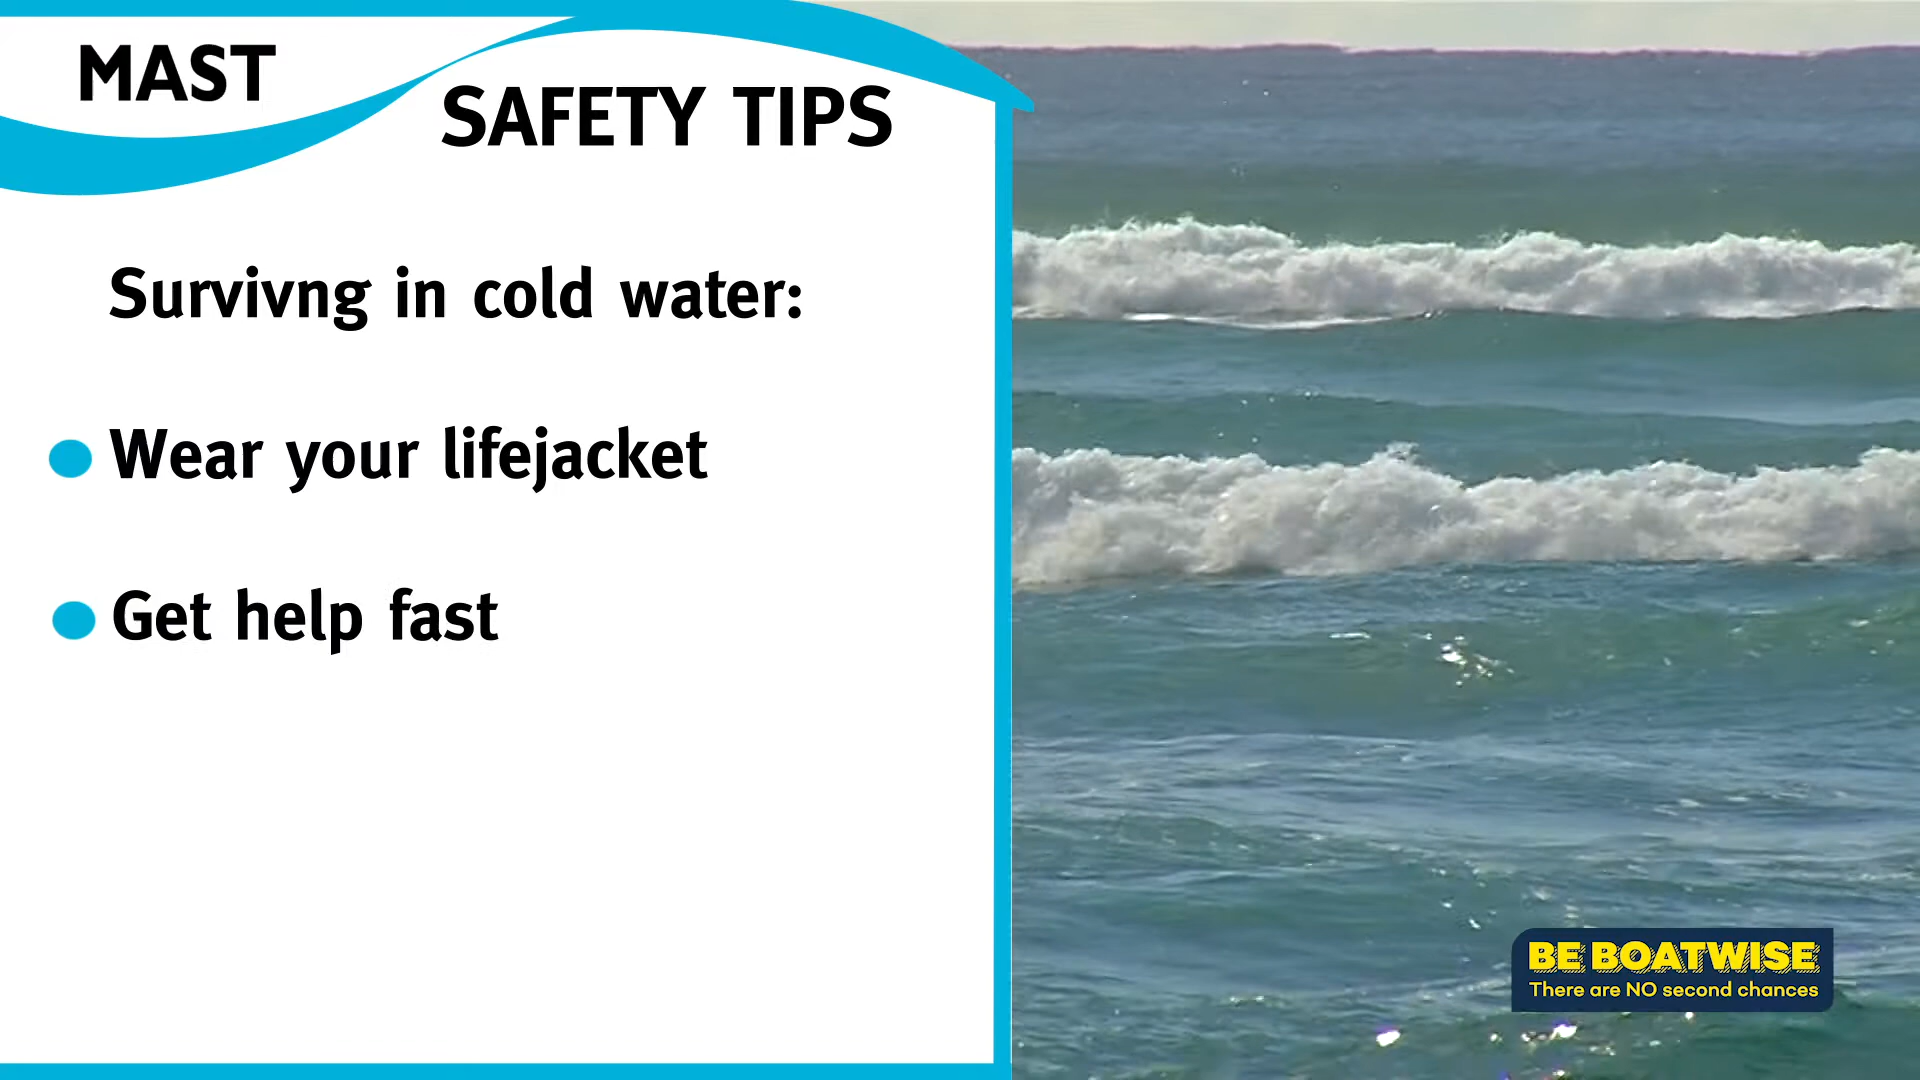 MAST
SAFETY TIPS
Survivng in cold water:
Wear your lifejacket
Get help fast
BE BOATWISE
There are NO second chances